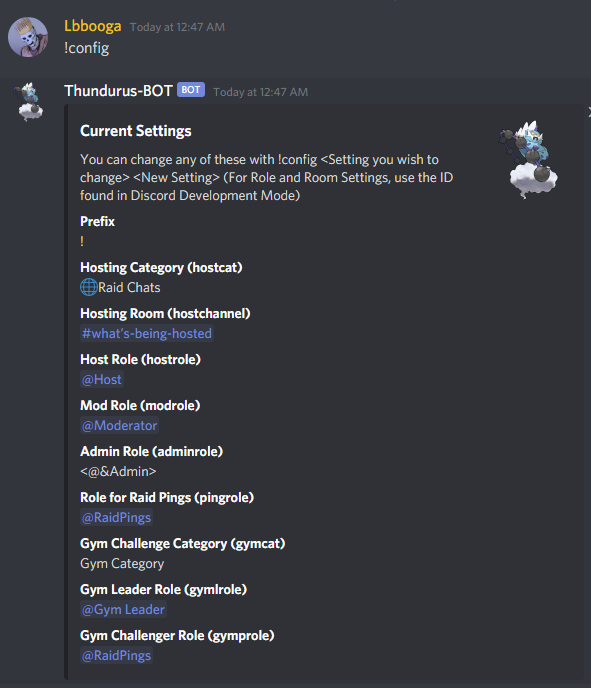 Lbbooga Today at 12:47 AM
!config
Thundurus-BOT BOT Today at 12:47 AM
Current Settings
You can change any of these with !config <Setting you wish to
change> <New Setting> (For Role and Room Settings, use the ID
found in Discord Development Mode)
Prefix
!
Hosting Category (hostcat)
🌐Raid Chats
Hosting Room (hostchannel)
#what's-being-hosted
Host Role (hostrole)
@Host
Mod Role (modrole)
@Moderator
Admin Role (adminrole)
<@&Admin>
Role for Raid Pings (pingrole)
@RaidPings
Gym Challenge Category (gymcat)
Gym Category
Gym Leader Role (gymlrole)
@Gym Leader
Gym Challenger Role (gymprole)
@RaidPings